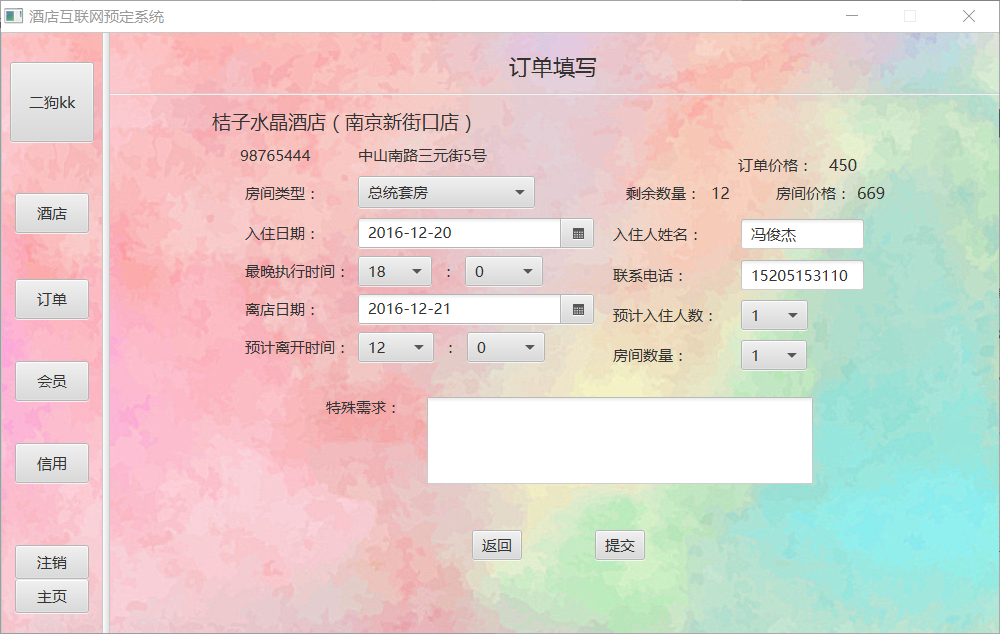 酒店互联网预定系统
二狗kk
酒店
订单
会员
信用
注销
主页
订单填写
桔子水晶酒店（南京新街口店）
98765444 中山南路三元街5号
订单价格： 450
房间类型： 总统套房 剩余数量： 12 房间价格： 669
入住日期： 2016-12-20 入住人姓名： 冯俊杰
最晚执行时间： 18 : 0 联系电话： 15205153110
离店日期： 2016-12-21 预计入住人数： 1
预计离开时间： 12 : 0 房间数量： 1
特殊需求：
返回 提交